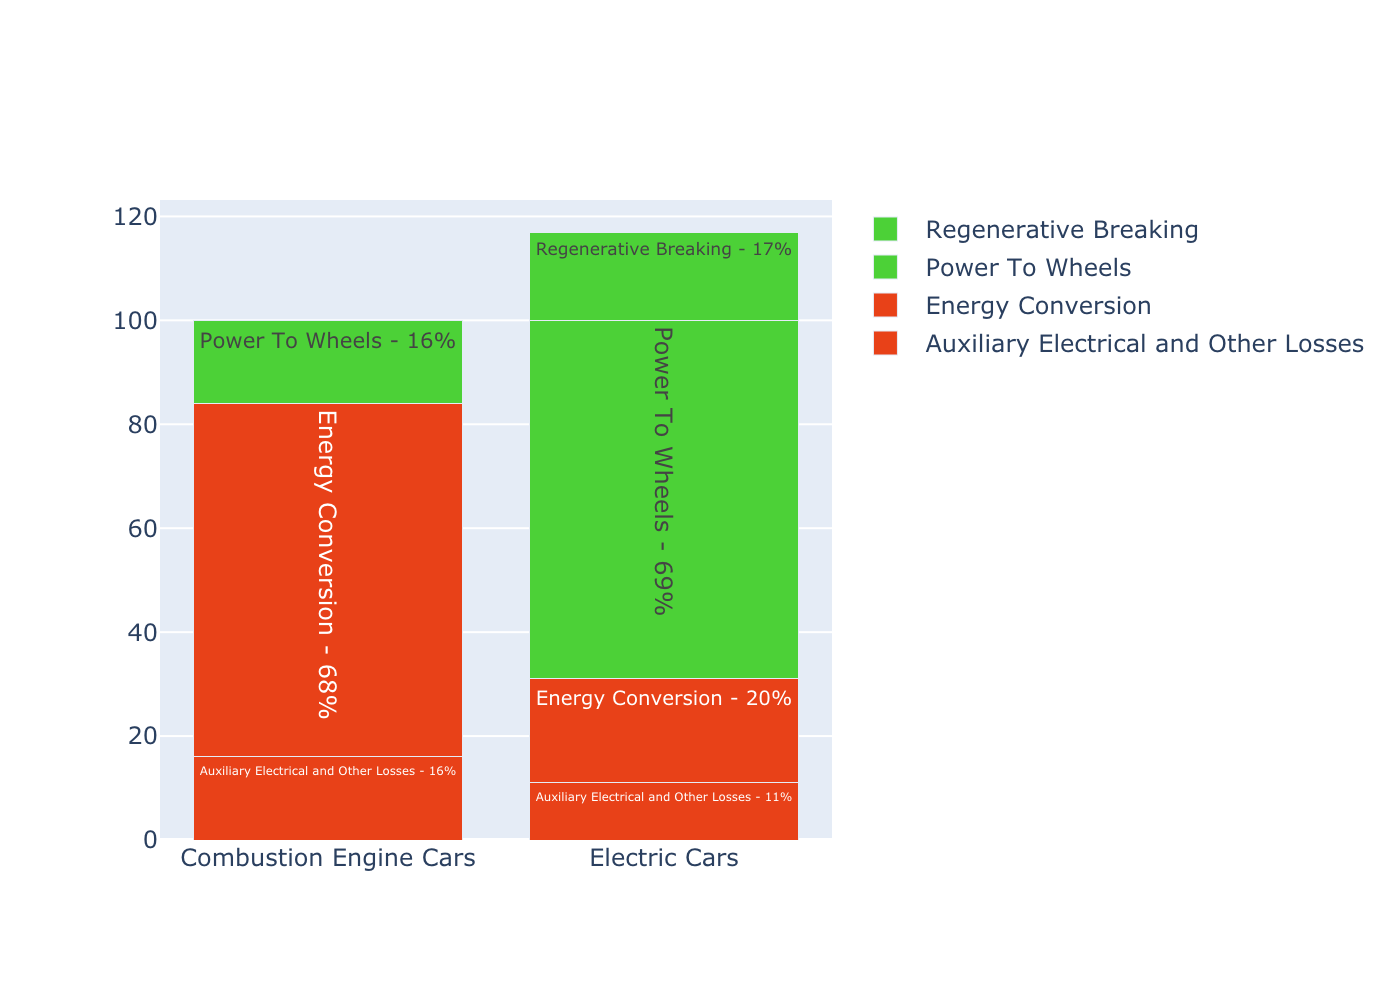 120
100
80
60
40
20
0
Power To Wheels - 16%
Energy Conversion - 68%
Auxiliary Electrical and Other Losses - 16%
Combustion Engine Cars
Regenerative Breaking - 17%
Power To Wheels - 69%
Energy Conversion - 20%
Auxiliary Electrical and Other Losses - 11%
Electric Cars
Regenerative Breaking
Power To Wheels
Energy Conversion
Auxiliary Electrical and Other Losses